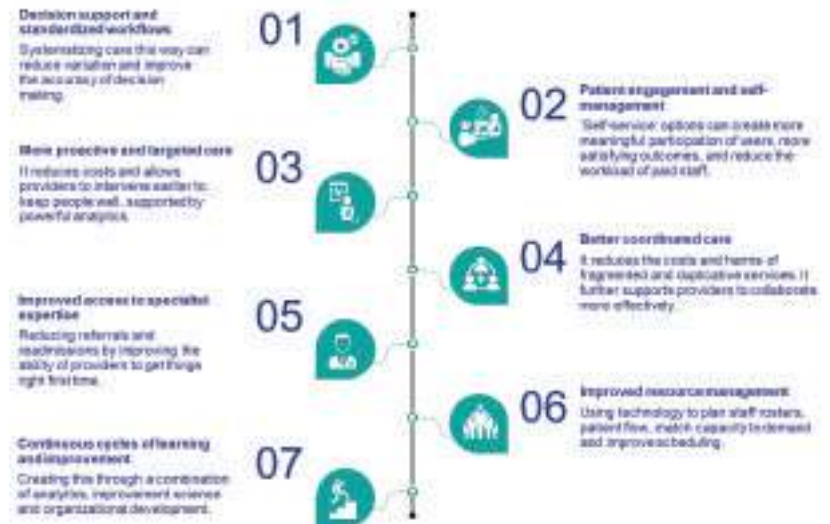 Decision support and
standardized workflows
01
Systematizing care this way can
reduce variation and improve
the accuracy of decision
making.
02
Patient engagement and self-
management
'Self-service' options can create more
meaningful participation of users, more
satisfying outcomes, and reduce the
workload of paid staff.
More proactive and targeted care
03
It reduces costs and allows
providers to intervene earlier to
keep people well, supported by
powerful analytics.
04
Better coordinated care
It reduces the costs and harms of
fragmented and duplicative services. It
further supports providers to collaborate
more effectively.
Improved access to specialist
expertise
05
Reducing referrals and
readmissions by improving the
ability of providers to get things
right first time.
06
Improved resource management
Using technology to plan staff rosters,
patient flow, match capacity to demand
and improve scheduling.
Continuous cycles of learning
and improvement
07
Creating this through a combination
of analytics, improvement science
and organizational development.